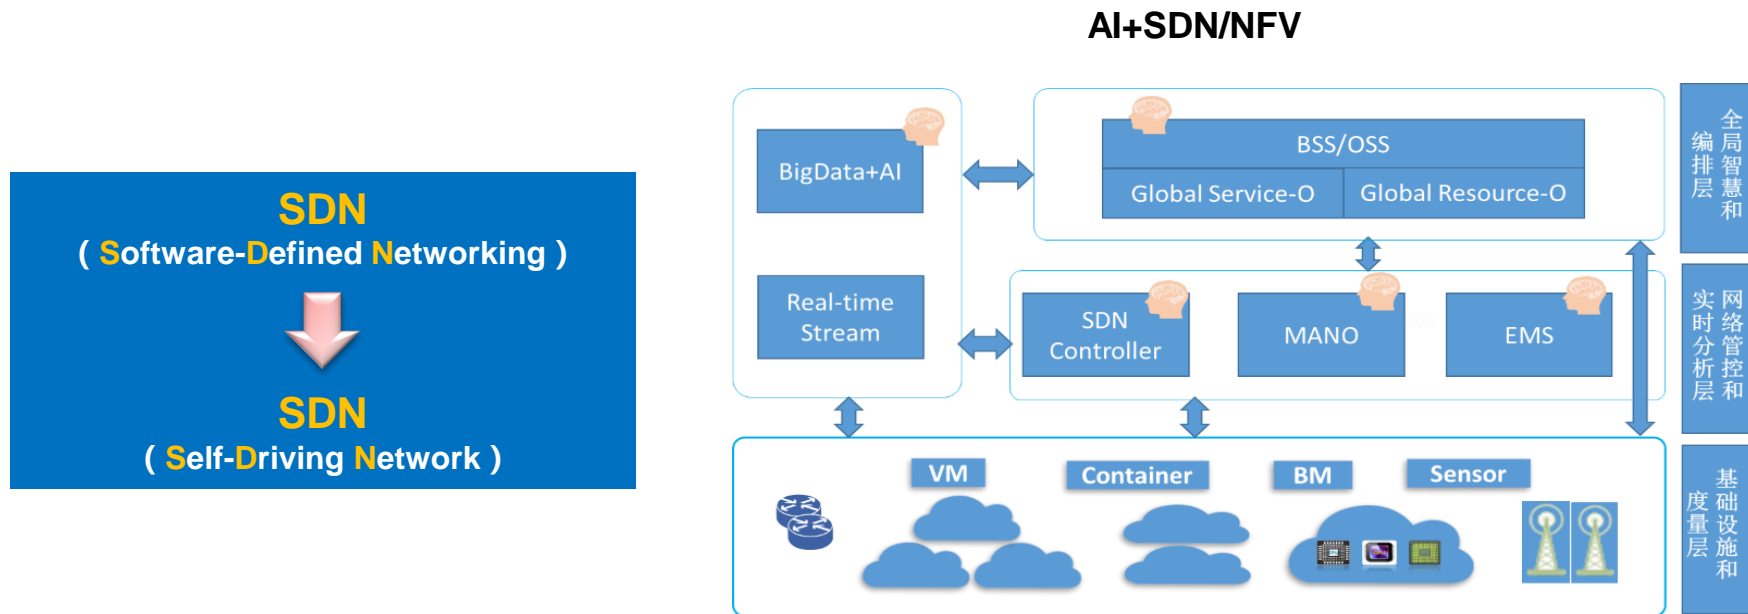 AI+SDN/NFV
SDN
( Software-Defined Networking )
SDN
( Self-Driving Network )
BigData+AI
Real-time
Stream
BSS/OSS
Global Service-O
Global Resource-O
SDN
Controller
MANO
EMS
VM
Container
BM
Sensor
全局智慧和
编排层
网络管控和
实时分析层
基础设施和
度量层